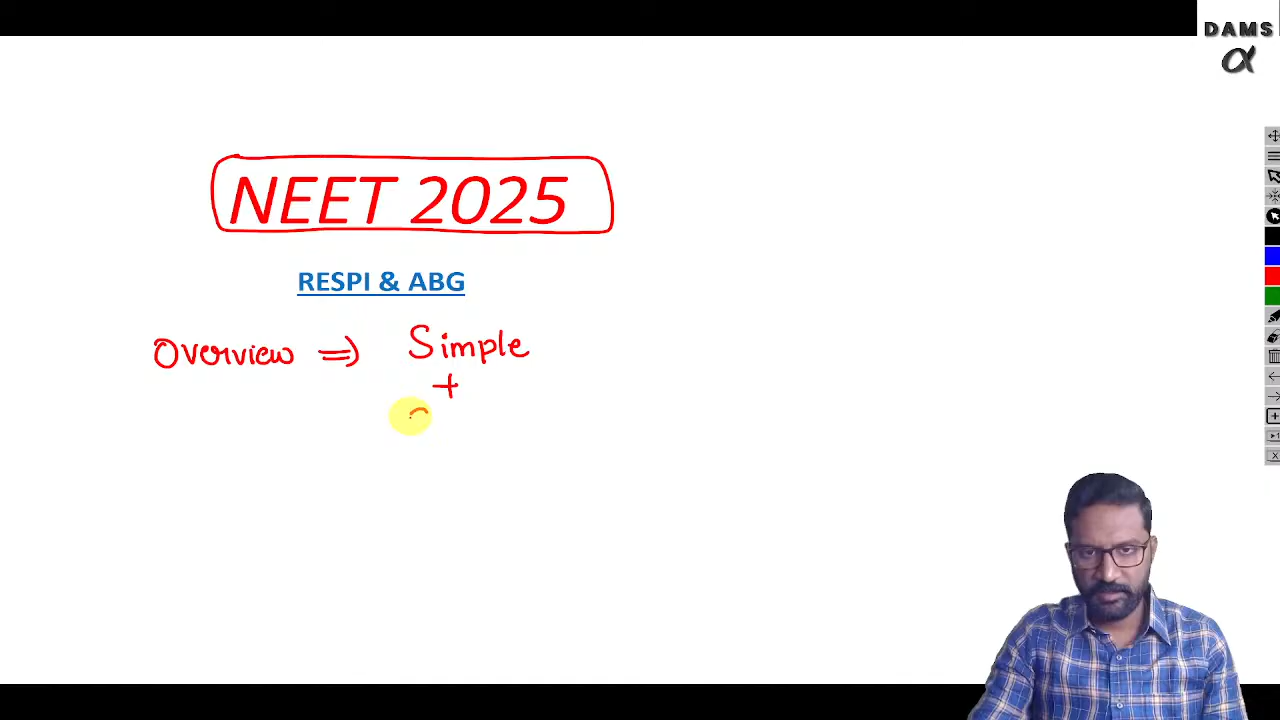 DAMS
α
NEET 2025
RESPI & ABG
Overview ⇒ Simple
+